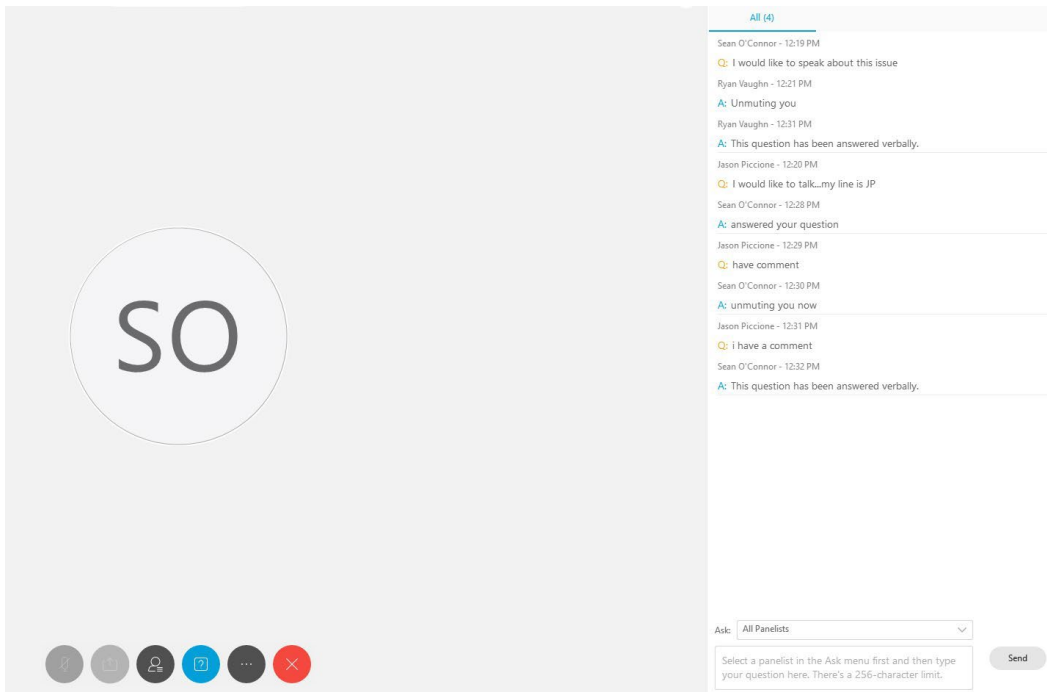 All (4)
Sean O'Connor - 12:19 PM
Q: I would like to speak about this issue
Ryan Vaughn - 12:21 PM
A: Unmuting you
Ryan Vaughn - 12:31 PM
A: This question has been answered verbally.
Jason Piccione - 12:20 PM
Q: I would like to talk...my line is JP
Sean O'Connor - 12:28 PM
A: answered your question
Jason Piccione - 12:29 PM
Q: have comment
Sean O'Connor - 12:30 PM
A: unmuting you now
Jason Piccione - 12:31 PM
Q: i have a comment
Sean O'Connor - 12:32 PM
A: This question has been answered verbally.
SO
Ask: All Panelists
Select a panelist in the Ask menu first and then type
your question here. There's a 256-character limit.
Send